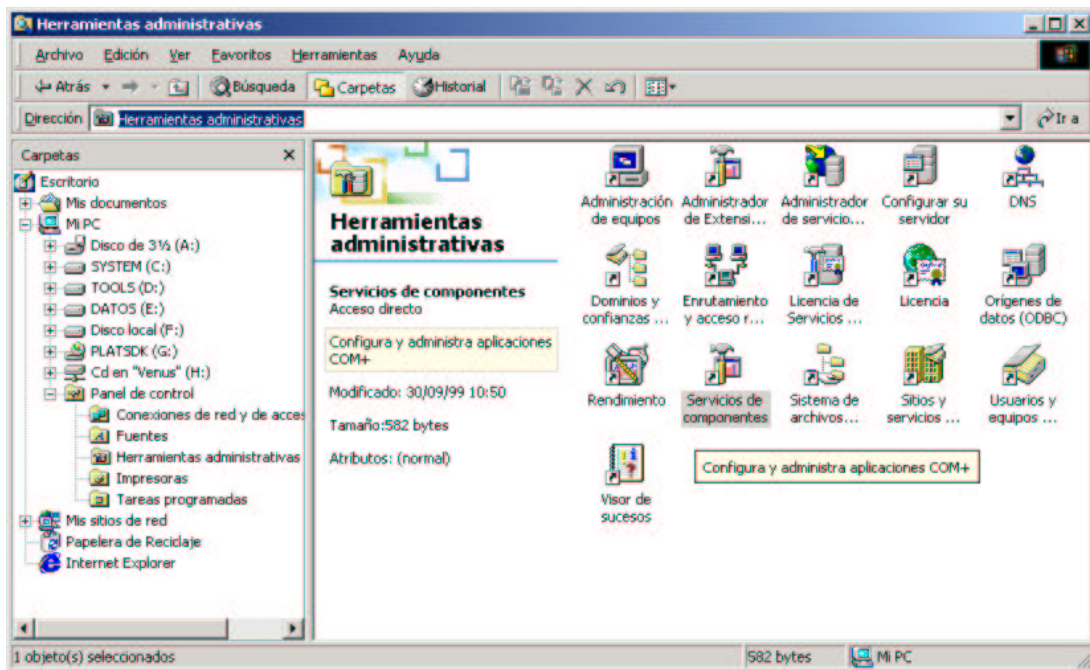 Herramientas administrativas
Archivo Edición Ver Favoritos Herramientas Ayuda
Atrás Búsqueda Carpetas Historial
Dirección Herramientas administrativas Ir a
Carpetas
Escritorio
Mis documentos
Mi PC
Disco de 3½ (A:)
SYSTEM (C:)
TOOLS (D:)
DATOS (E:)
Disco local (F:)
PLATSDK (G:)
Cd en "Venus" (H:)
Panel de control
Conexiones de red y de acces
Fuentes
Herramientas administrativas
Impresoras
Tareas programadas
Mis sitios de red
Papelera de Reciclaje
Internet Explorer
Herramientas
administrativas
Servicios de componentes
Acceso directo
Configura y administra aplicaciones
COM+
Modificado: 30/09/99 10:50
Tamaño:582 bytes
Atributos: (normal)
Administración
de equipos
Administrador
de Extensi...
Administrador
de servicio...
Configurar su
servidor
DNS
Dominios y
confianzas ...
Enrutamiento
y acceso r...
Licencia de
Servicios ...
Licencia
Orígenes de
datos (ODBC)
Rendimiento
Servicios de
componentes
Sistema de
archivos...
Sitios y
servicios ...
Usuarios y
equipos ...
Visor de
sucesos
Configura y administra aplicaciones COM+
1 objeto(s) seleccionados 582 bytes Mi PC